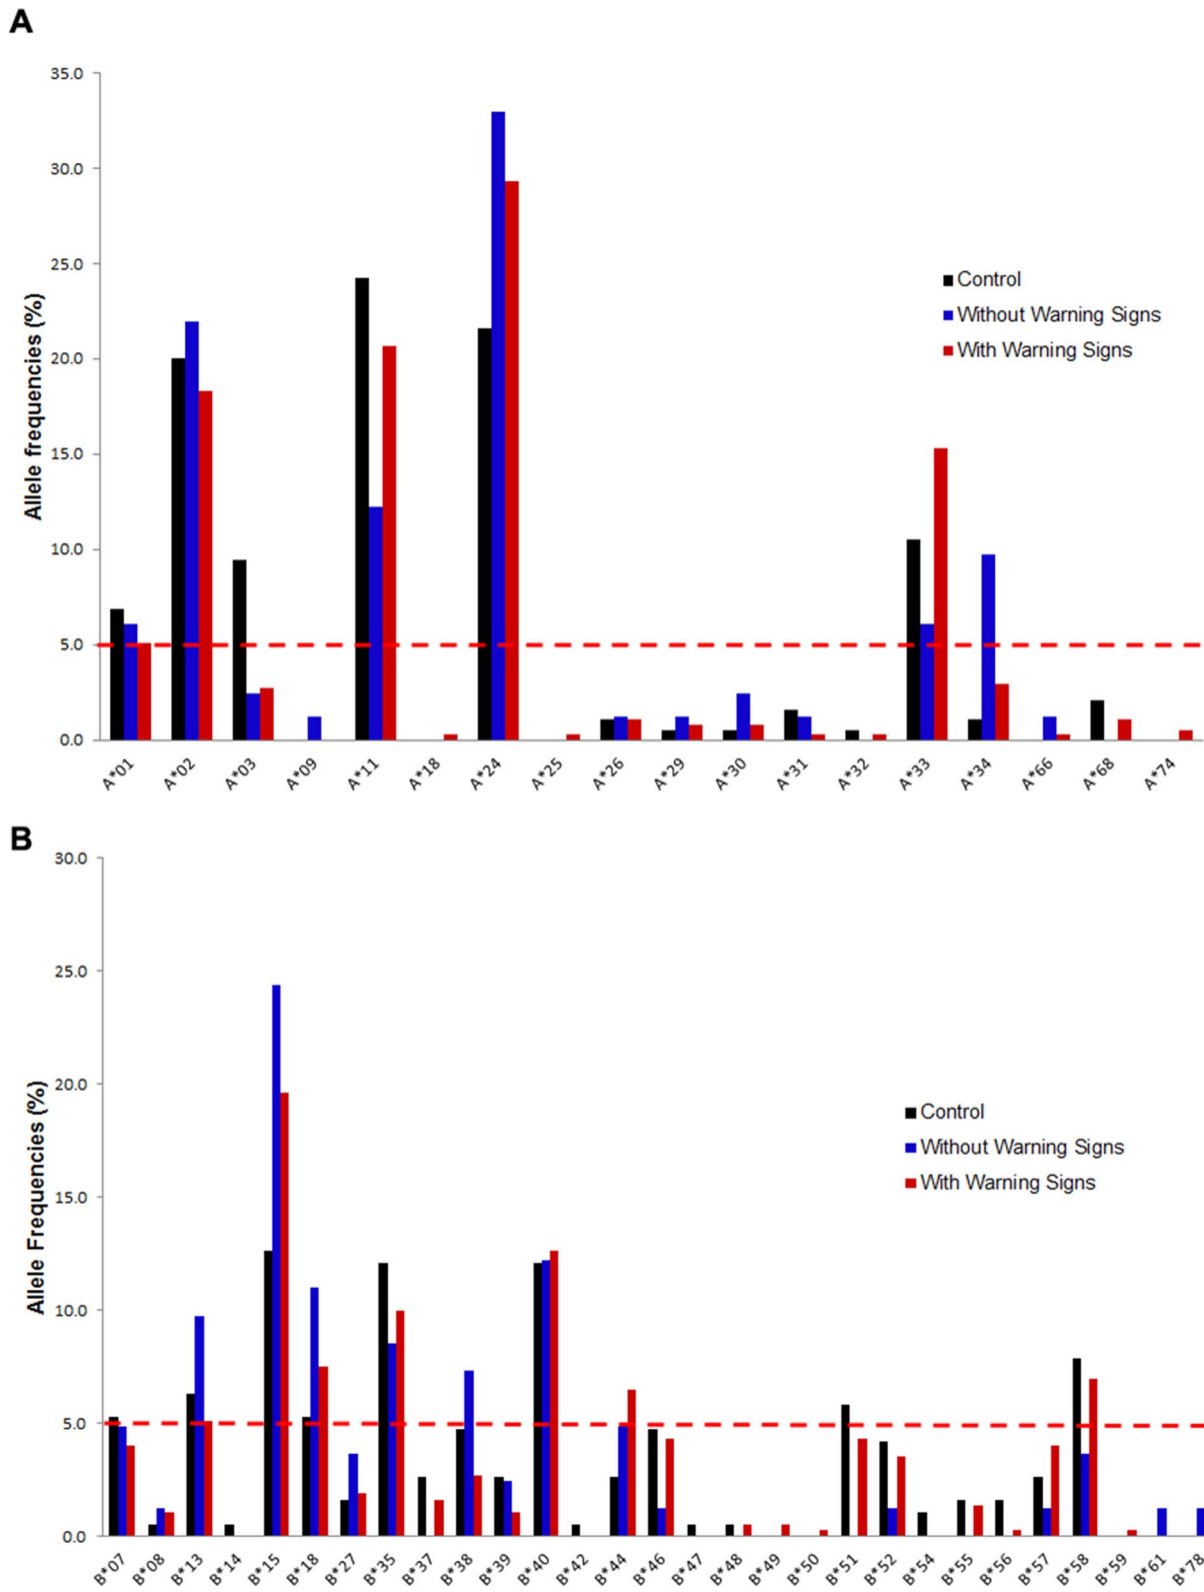 A
35.0
30.0
25.0
20.0
15.0
10.0
5.0
0.0
Allele frequencies (%)
Control
Without Warning Signs
With Warning Signs
A*01 A*02 A*03 A*09 A*11 A*18 A*24 A*25 A*26 A*29 A*30 A*31 A*32 A*33 A*34 A*66 A*68 A*74
B
30.0
25.0
20.0
15.0
10.0
5.0
0.0
Allele Frequencies (%)
Control
Without Warning Signs
With Warning Signs
B*07 B*08 B*13 B*14 B*15 B*18 B*27 B*35 B*37 B*38 B*39 B*40 B*42 B*44 B*46 B*47 B*48 B*49 B*50 B*51 B*52 B*54 B*55 B*56 B*57 B*58 B*59 B*61 B*78